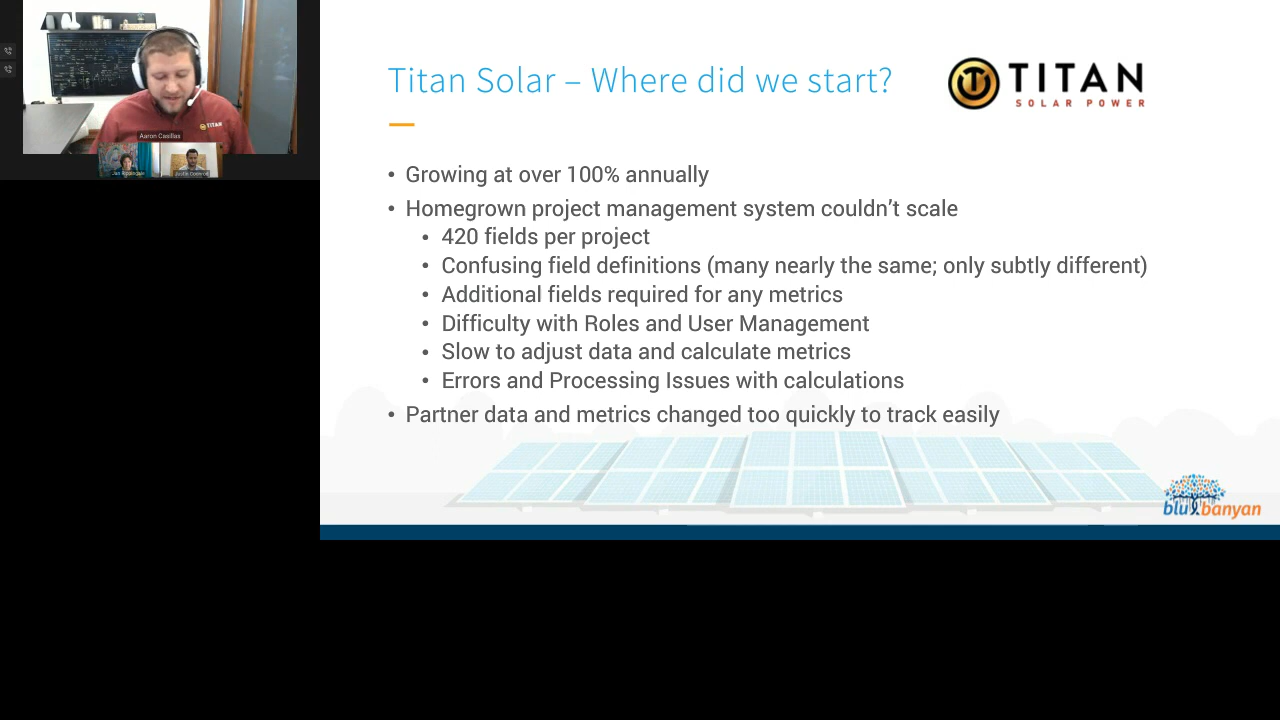 Titan Solar – Where did we start?
TITAN
SOLAR POWER
• Growing at over 100% annually
• Homegrown project management system couldn't scale
• 420 fields per project
• Confusing field definitions (many nearly the same; only subtly different)
• Additional fields required for any metrics
• Difficulty with Roles and User Management
• Slow to adjust data and calculate metrics
• Errors and Processing Issues with calculations
• Partner data and metrics changed too quickly to track easily
blu banyan
TITAN
Aaron Casillas
Jan
Justin